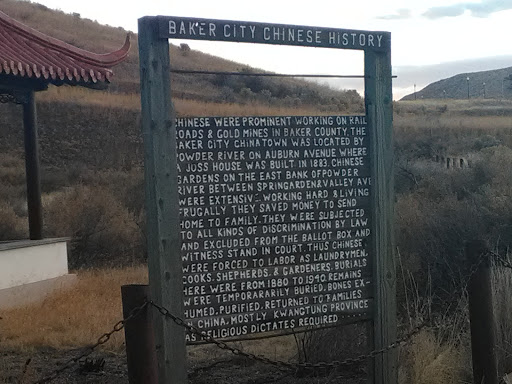 BAKER CITY CHINESE HISTORY
CHINESE WERE PROMINENT WORKING ON RAIL
ROADS & GOLD MINES IN BAKER COUNTY. THE
BAKER CITY CHINATOWN WAS LOCATED BY
POWDER RIVER ON AUBURN AVENUE WHERE
A JOSS HOUSE WAS BUILT IN 1883. CHINESE
GARDENS ON THE EAST BANK OF POWDER
RIVER BETWEEN SPRINGARDEN & VALLEY AVE
WERE EXTENSIVE. WORKING HARD & LIVING
FRUGALLY THEY SAVED MONEY TO SEND
HOME TO FAMILY. THEY WERE SUBJECTED
TO ALL KINDS OF DISCRIMINATION BY LAW
AND EXCLUDED FROM THE BALLOT BOX AND
WITNESS STAND IN COURT. THUS CHINESE
WERE FORCED TO LABOR AS LAUNDRYMEN,
COOKS, SHEPHERDS, & GARDENERS. BURIALS
HERE WERE FROM 1880 TO 1940. REMAINS
WERE TEMPORARARILY BURIED, BONES EX-
HUMED, PURIFIED, RETURNED TO FAMILIES
IN CHINA, MOSTLY KWANGTUNG PROVINCE
AS RELIGIOUS DICTATES REQUIRED